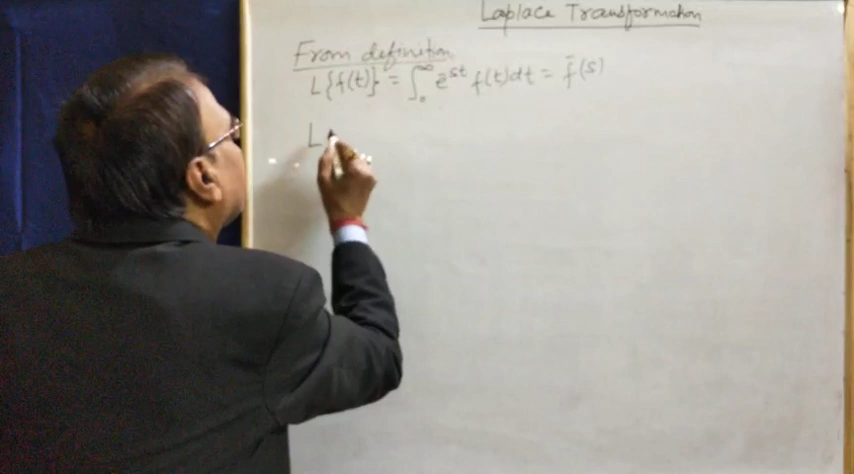 Laplace Transformation
From definition
L{f(t)} = ∫₀^∞ e^-st f(t)dt = f̄(s)
L